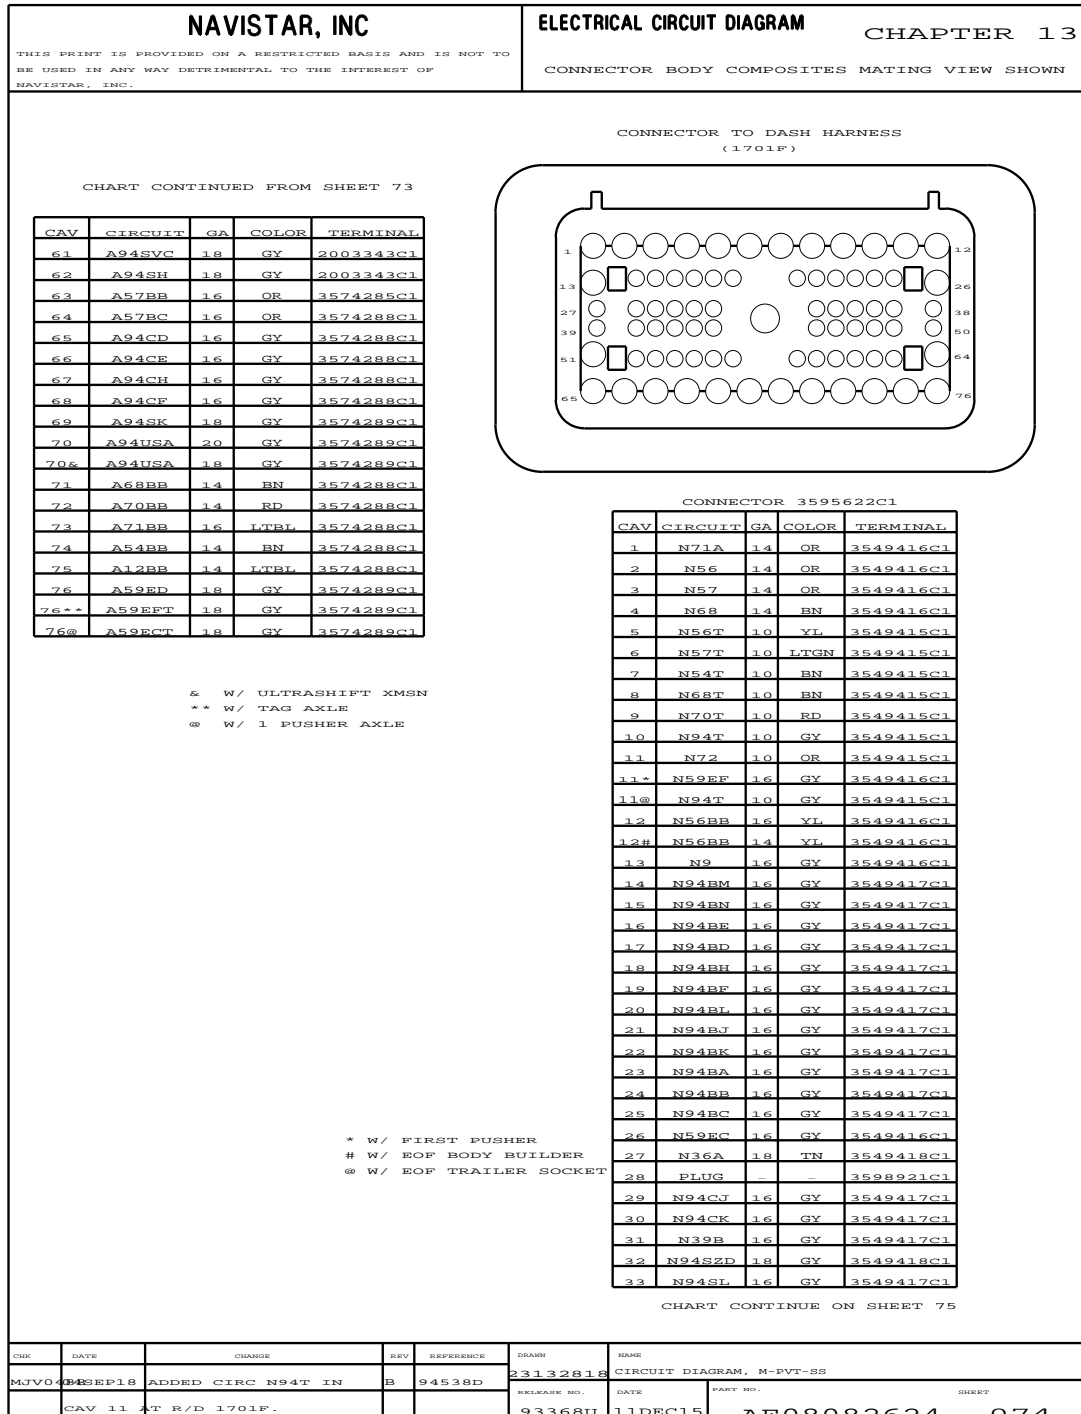 NAVISTAR, INC
THIS PRINT IS PROVIDED ON A RESTRICTED BASIS AND IS NOT TO
BE USED IN ANY WAY DETRIMENTAL TO THE INTEREST OF
NAVISTAR, INC.
ELECTRICAL CIRCUIT DIAGRAM
CHAPTER 13
CONNECTOR BODY COMPOSITES MATING VIEW SHOWN
CHART CONTINUED FROM SHEET 73
CAV CIRCUIT GA COLOR TERMINAL
61 A94SVC 18 GY 2003343C1
62 A94SH 18 GY 2003343C1
63 A57BB 16 OR 3574285C1
64 A57BC 16 OR 3574288C1
65 A94CD 16 GY 3574288C1
66 A94CE 16 GY 3574288C1
67 A94CH 16 GY 3574288C1
68 A94CF 16 GY 3574288C1
69 A94SK 18 GY 3574289C1
70 A94USA 20 GY 3574289C1
70& A94USA 18 GY 3574289C1
71 A68BB 14 BN 3574288C1
72 A70BB 14 RD 3574288C1
73 A71BB 16 LTBL 3574288C1
74 A54BB 14 BN 3574288C1
75 A12BB 14 LTBL 3574288C1
76 A59ED 18 GY 3574289C1
76** A59EFT 18 GY 3574289C1
76@ A59ECT 18 GY 3574289C1
& W/ ULTRASHIFT XMSN
** W/ TAG AXLE
@ W/ 1 PUSHER AXLE
CONNECTOR TO DASH HARNESS
(1701F)
1 12
13 26
27 38
39 50
51 64
65 76
CONNECTOR 3595622C1
CAV CIRCUIT GA COLOR TERMINAL
1 N71A 14 OR 3549416C1
2 N56 14 OR 3549416C1
3 N57 14 OR 3549416C1
4 N68 14 BN 3549416C1
5 N56T 10 YL 3549415C1
6 N57T 10 LTGN 3549415C1
7 N54T 10 BN 3549415C1
8 N68T 10 BN 3549415C1
9 N70T 10 RD 3549415C1
10 N94T 10 GY 3549415C1
11 N72 10 OR 3549415C1
11* N59EF 16 GY 3549416C1
11@ N94T 10 GY 3549415C1
12 N56BB 16 YL 3549416C1
12# N56BB 14 YL 3549416C1
13 N9 16 GY 3549416C1
14 N94BM 16 GY 3549417C1
15 N94BN 16 GY 3549417C1
16 N94BE 16 GY 3549417C1
17 N94BD 16 GY 3549417C1
18 N94BH 16 GY 3549417C1
19 N94BF 16 GY 3549417C1
20 N94BL 16 GY 3549417C1
21 N94BJ 16 GY 3549417C1
22 N94BK 16 GY 3549417C1
23 N94BA 16 GY 3549417C1
24 N94BB 16 GY 3549417C1
25 N94BC 16 GY 3549417C1
26 N59EC 16 GY 3549416C1
27 N36A 18 TN 3549418C1
28 PLUG – – 3598921C1
29 N94CJ 16 GY 3549417C1
30 N94CK 16 GY 3549417C1
31 N39B 16 GY 3549417C1
32 N94SZD 18 GY 3549418C1
33 N94SL 16 GY 3549417C1
* W/ FIRST PUSHER
# W/ EOF BODY BUILDER
@ W/ EOF TRAILER SOCKET
CHART CONTINUE ON SHEET 75
CHK DATE CHANGE REV REFERENCE
ADDED CIRC N94T IN B 94538D
CAV 11 AT R/D 1701F.
DRAWN
23132818
NAME
CIRCUIT DIAGRAM, M-PVT-SS
RELEASE NO.
93368U
DATE
11DEC15
PART NO.
SHEET